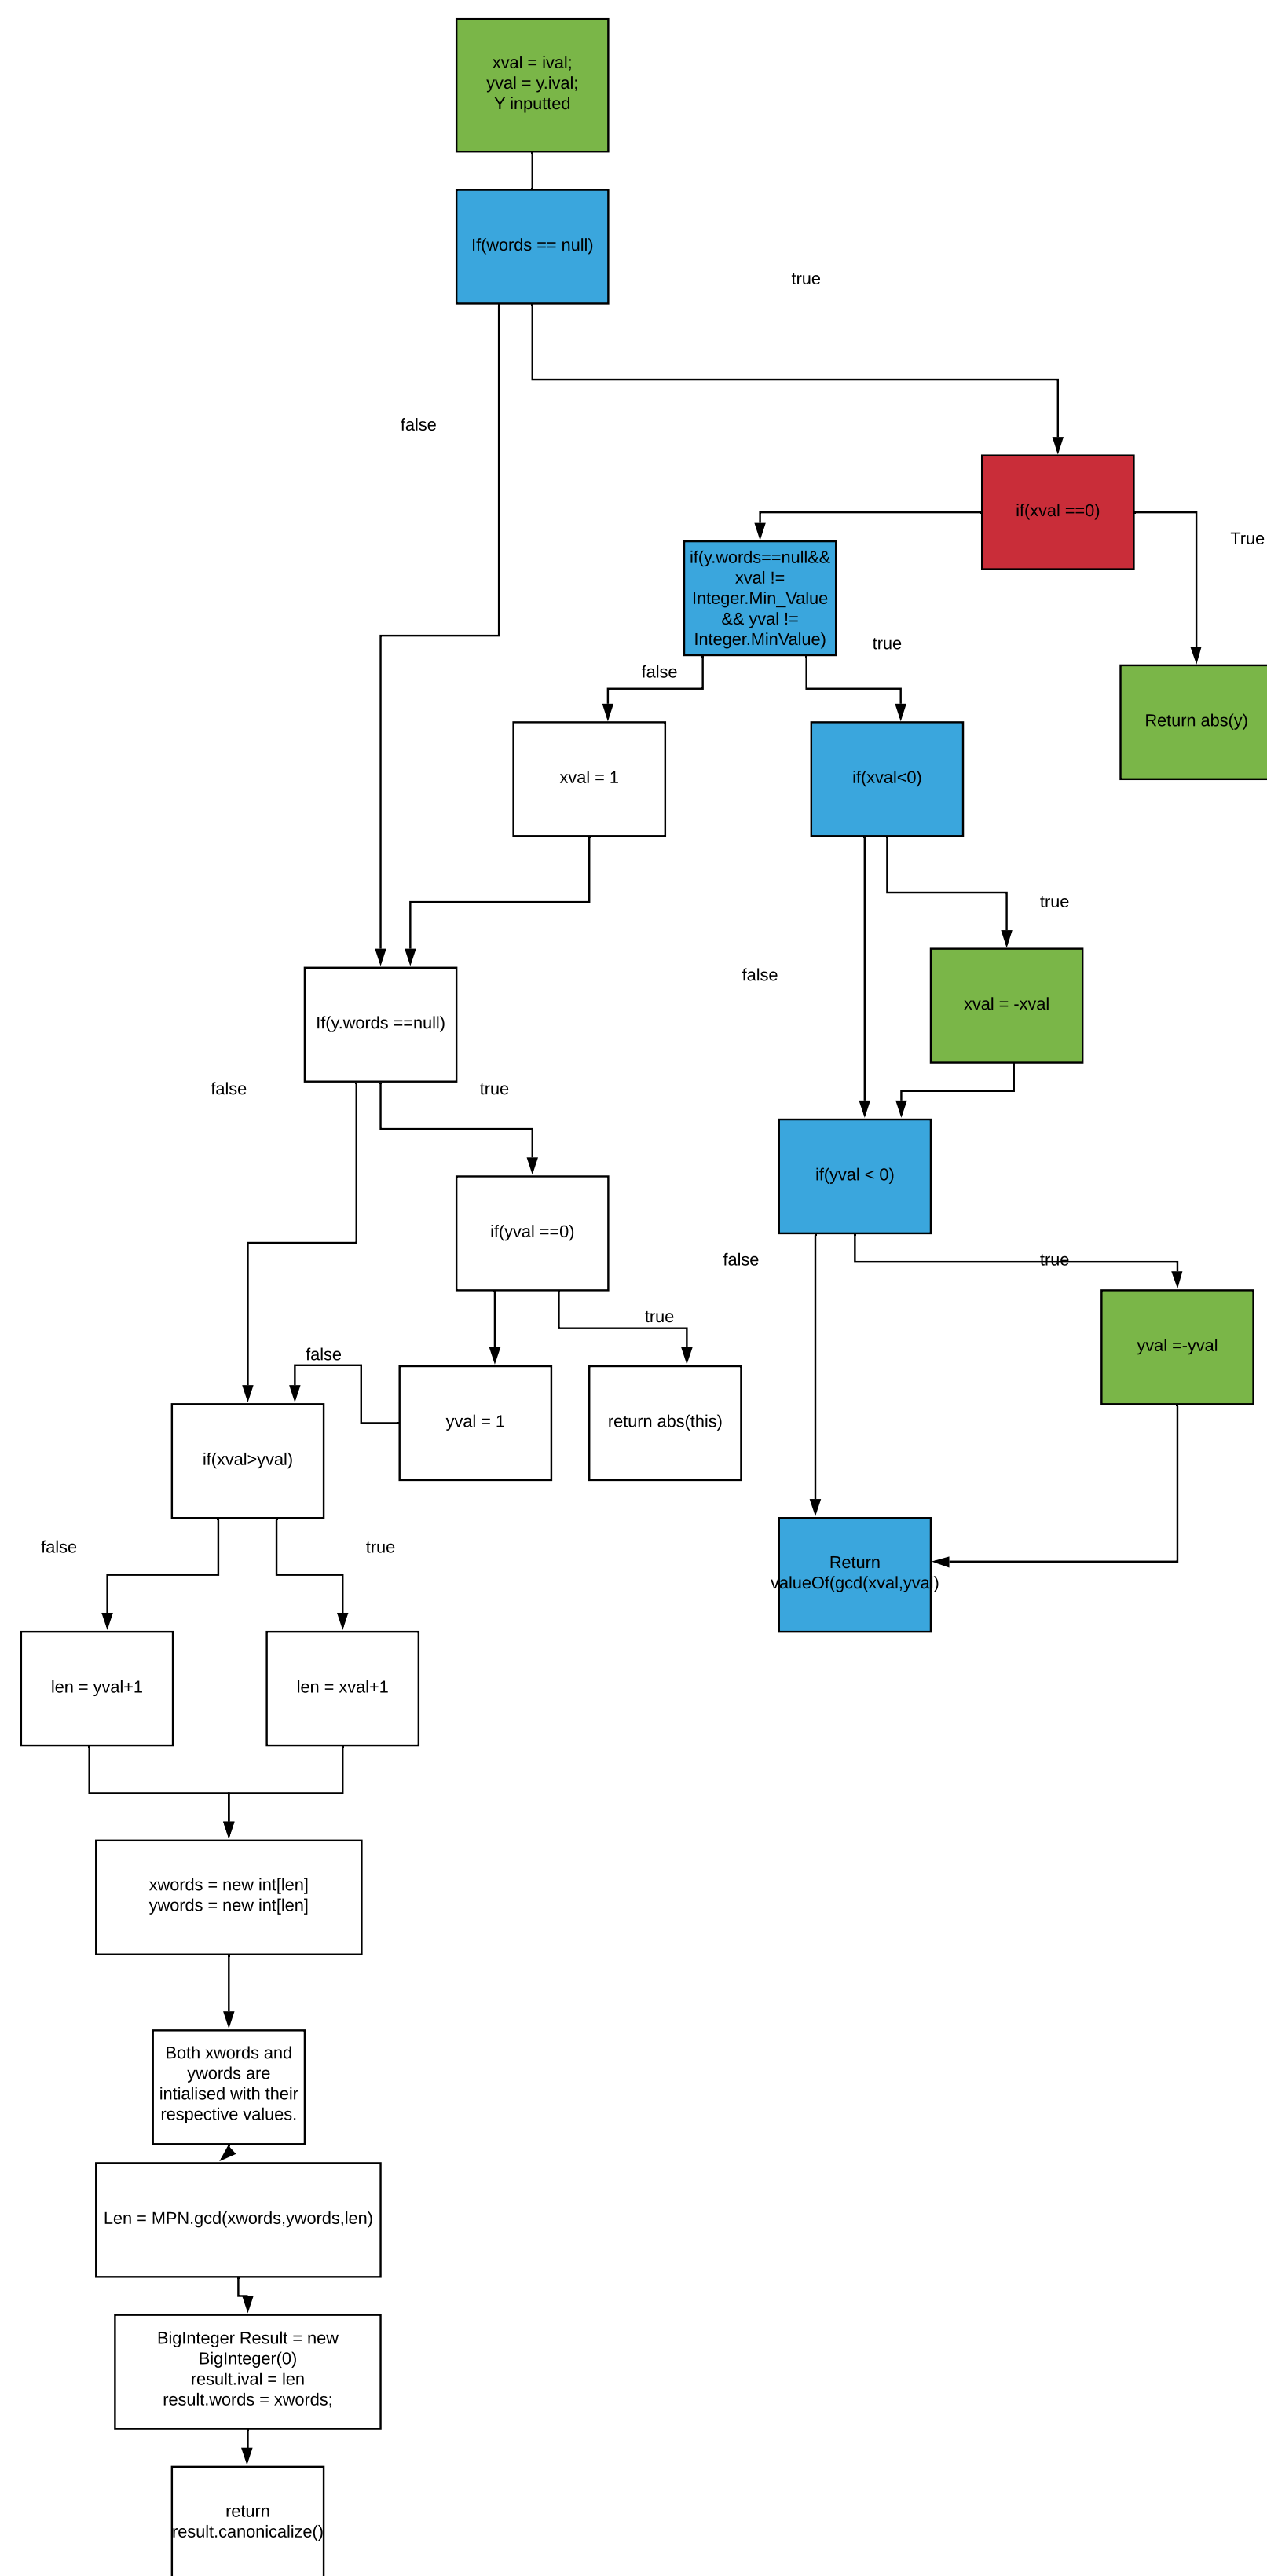 xval = ival;
yval = y.ival;
Y inputted
If(words == null)
true
false
if(xval ==0)
True
if(y.words==null&&
xval !=
Integer.Min_Value
&& yval !=
Integer.MinValue)
true
false
Return abs(y)
xval = 1
if(xval<0)
true
false
xval = -xval
If(y.words ==null)
false
true
if(yval < 0)
if(yval ==0)
false
true
true
yval =-yval
false
yval = 1
return abs(this)
if(xval>yval)
false
true
Return
valueOf(gcd(xval,yval)
len = yval+1
len = xval+1
xwords = new int[len]
ywords = new int[len]
Both xwords and
ywords are
intialised with their
respective values.
Len = MPN.gcd(xwords,ywords,len)
BigInteger Result = new
BigInteger(0)
result.ival = len
result.words = xwords;
return
result.canonicalize()